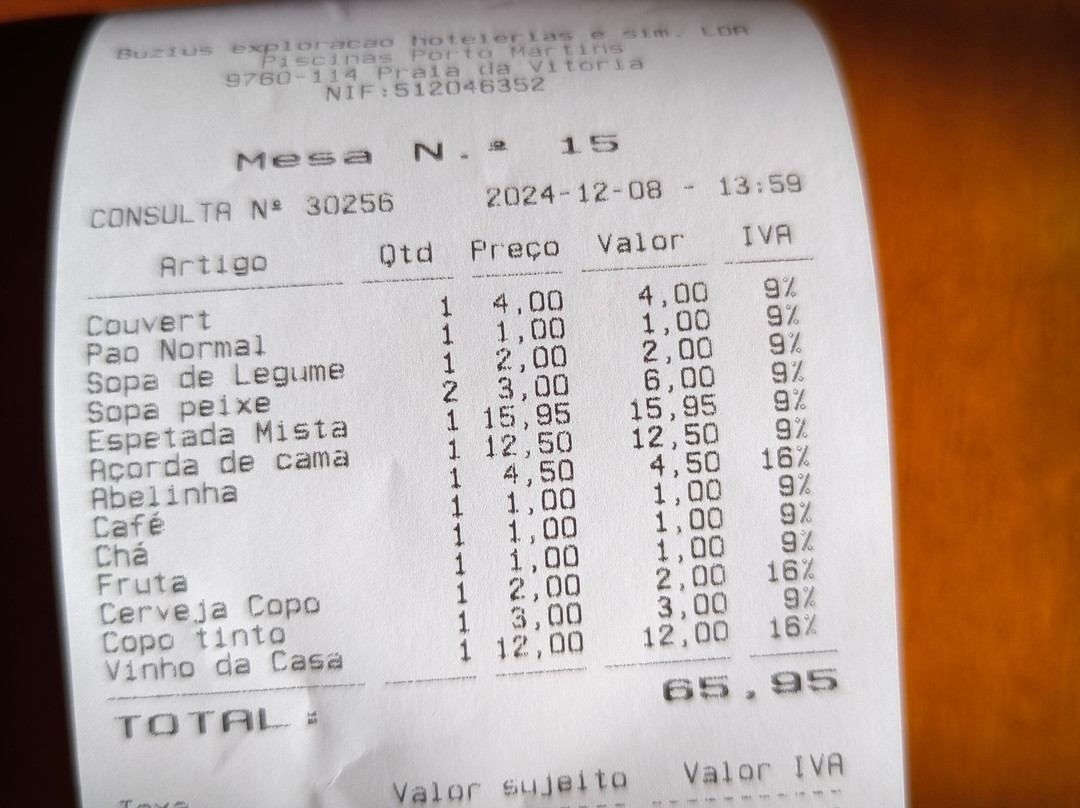 Buzius exploracao hotelerias e sim. LDA
Piscinas Porto Martins
9760-114 Praia da Vitoria
NIF:512046352
Mesa N.º 15
CONSULTA Nº 30256 2024-12-08 - 13:59
Artigo Qtd Preço Valor IVA
Couvert 1 4,00 4,00 9%
Pao Normal 1 1,00 1,00 9%
Sopa de Legume 1 2,00 2,00 9%
Sopa peixe 2 3,00 6,00 9%
Espetada Mista 1 15,95 15,95 9%
Açorda de cama 1 12,50 12,50 9%
Abelinha 1 4,50 4,50 16%
Café 1 1,00 1,00 9%
Chá 1 1,00 1,00 9%
Fruta 1 1,00 1,00 9%
Cerveja Copo 1 2,00 2,00 16%
Copo tinto 1 3,00 3,00 9%
Vinho da Casa 1 12,00 12,00 16%
TOTAL: 65,95
Valor sujeito Valor IVA